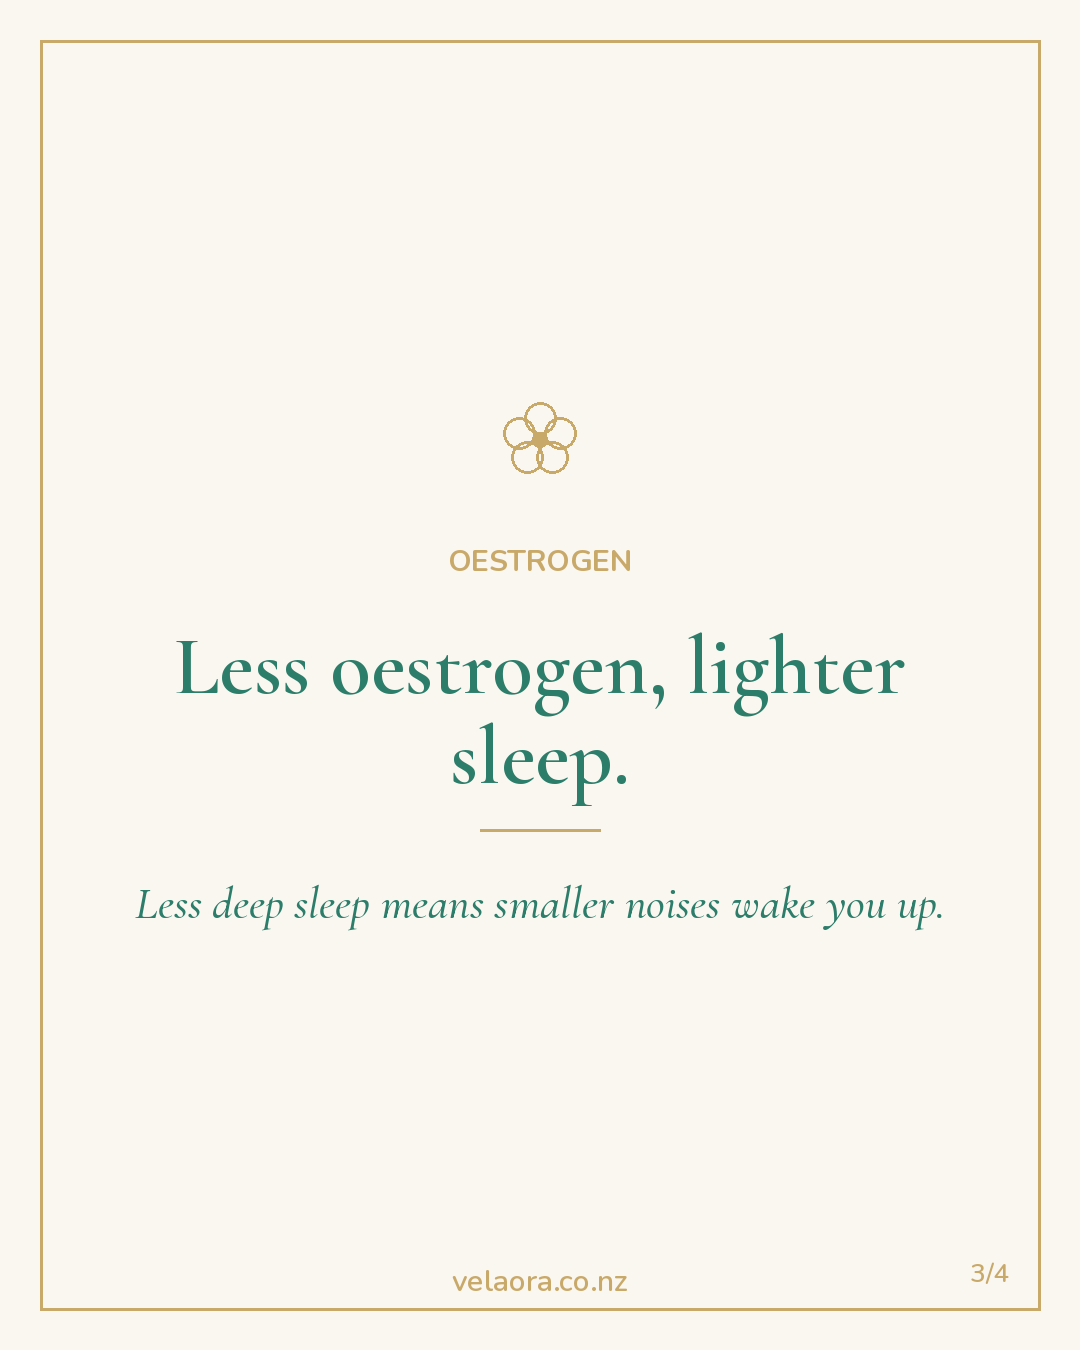 OESTROGEN
Less oestrogen, lighter
sleep.
Less deep sleep means smaller noises wake you up.
velaora.co.nz
3/4